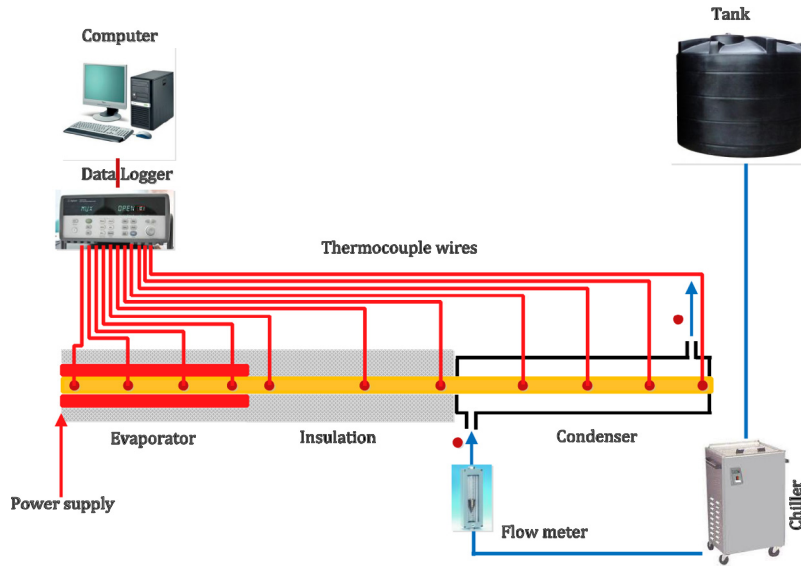 Tank
Computer
Data Logger
Thermocouple wires
Evaporator
Insulation
Condenser
Power supply
Flow meter
Chiller